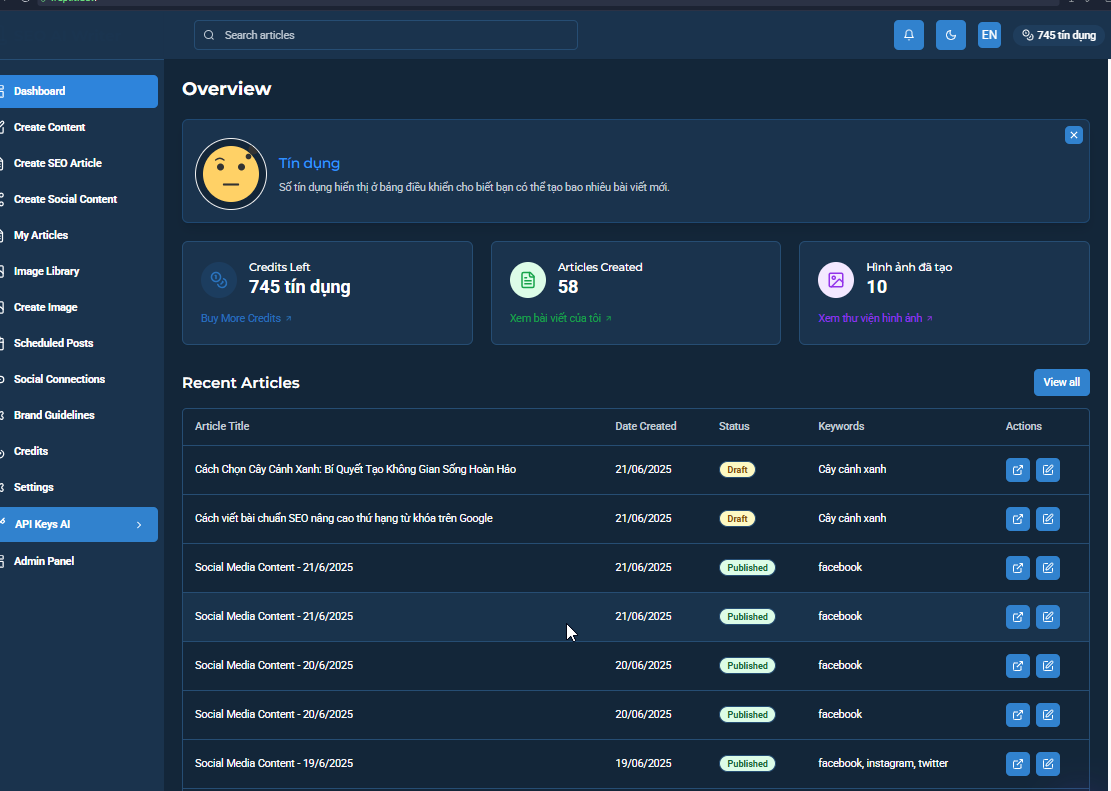 Search articles
EN
745 tín dụng
Dashboard
Create Content
Create SEO Article
Create Social Content
My Articles
Image Library
Create Image
Scheduled Posts
Social Connections
Brand Guidelines
Credits
Settings
API Keys AI
Admin Panel
Overview
Tín dụng
Số tín dụng hiển thị ở bảng điều khiển cho biết bạn có thể tạo bao nhiêu bài viết mới.
Credits Left
745 tín dụng
Buy More Credits
Articles Created
58
Xem bài viết của tôi
Hình ảnh đã tạo
10
Xem thư viện hình ảnh
Recent Articles
View all
Article Title Date Created Status Keywords Actions
Cách Chọn Cây Cảnh Xanh: Bí Quyết Tạo Không Gian Sống Hoàn Hảo 21/06/2025 Draft Cây cảnh xanh
Cách viết bài chuẩn SEO nâng cao thứ hạng từ khóa trên Google 21/06/2025 Draft Cây cảnh xanh
Social Media Content - 21/6/2025 21/06/2025 Published facebook
Social Media Content - 21/6/2025 21/06/2025 Published facebook
Social Media Content - 20/6/2025 20/06/2025 Published facebook
Social Media Content - 20/6/2025 20/06/2025 Published facebook
Social Media Content - 19/6/2025 19/06/2025 Published facebook, instagram, twitter